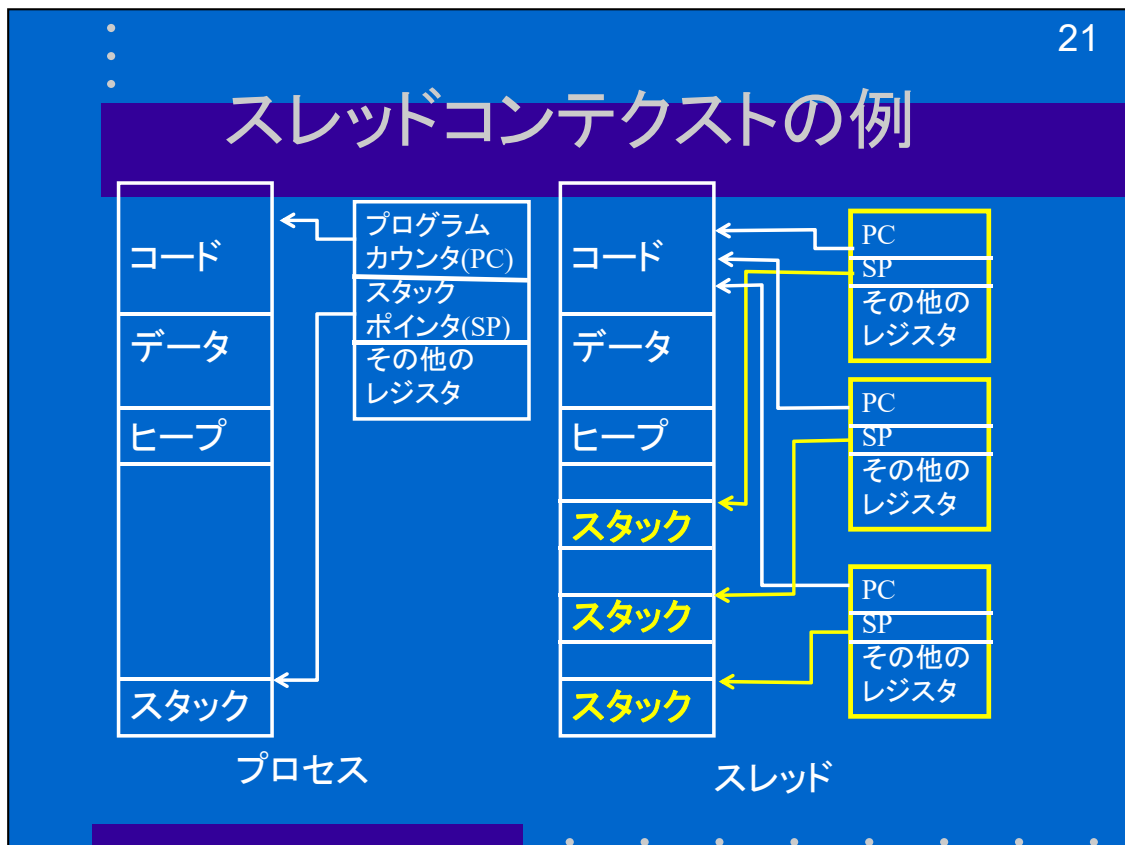 21
スレッドコンテクストの例
コード
データ
ヒープ
スタック
プログラム
カウンタ(PC)
スタック
ポインタ(SP)
その他の
レジスタ
プロセス
コード
データ
ヒープ
スタック
スタック
スタック
PC
SP
その他の
レジスタ
PC
SP
その他の
レジスタ
PC
SP
その他の
レジスタ
スレッド